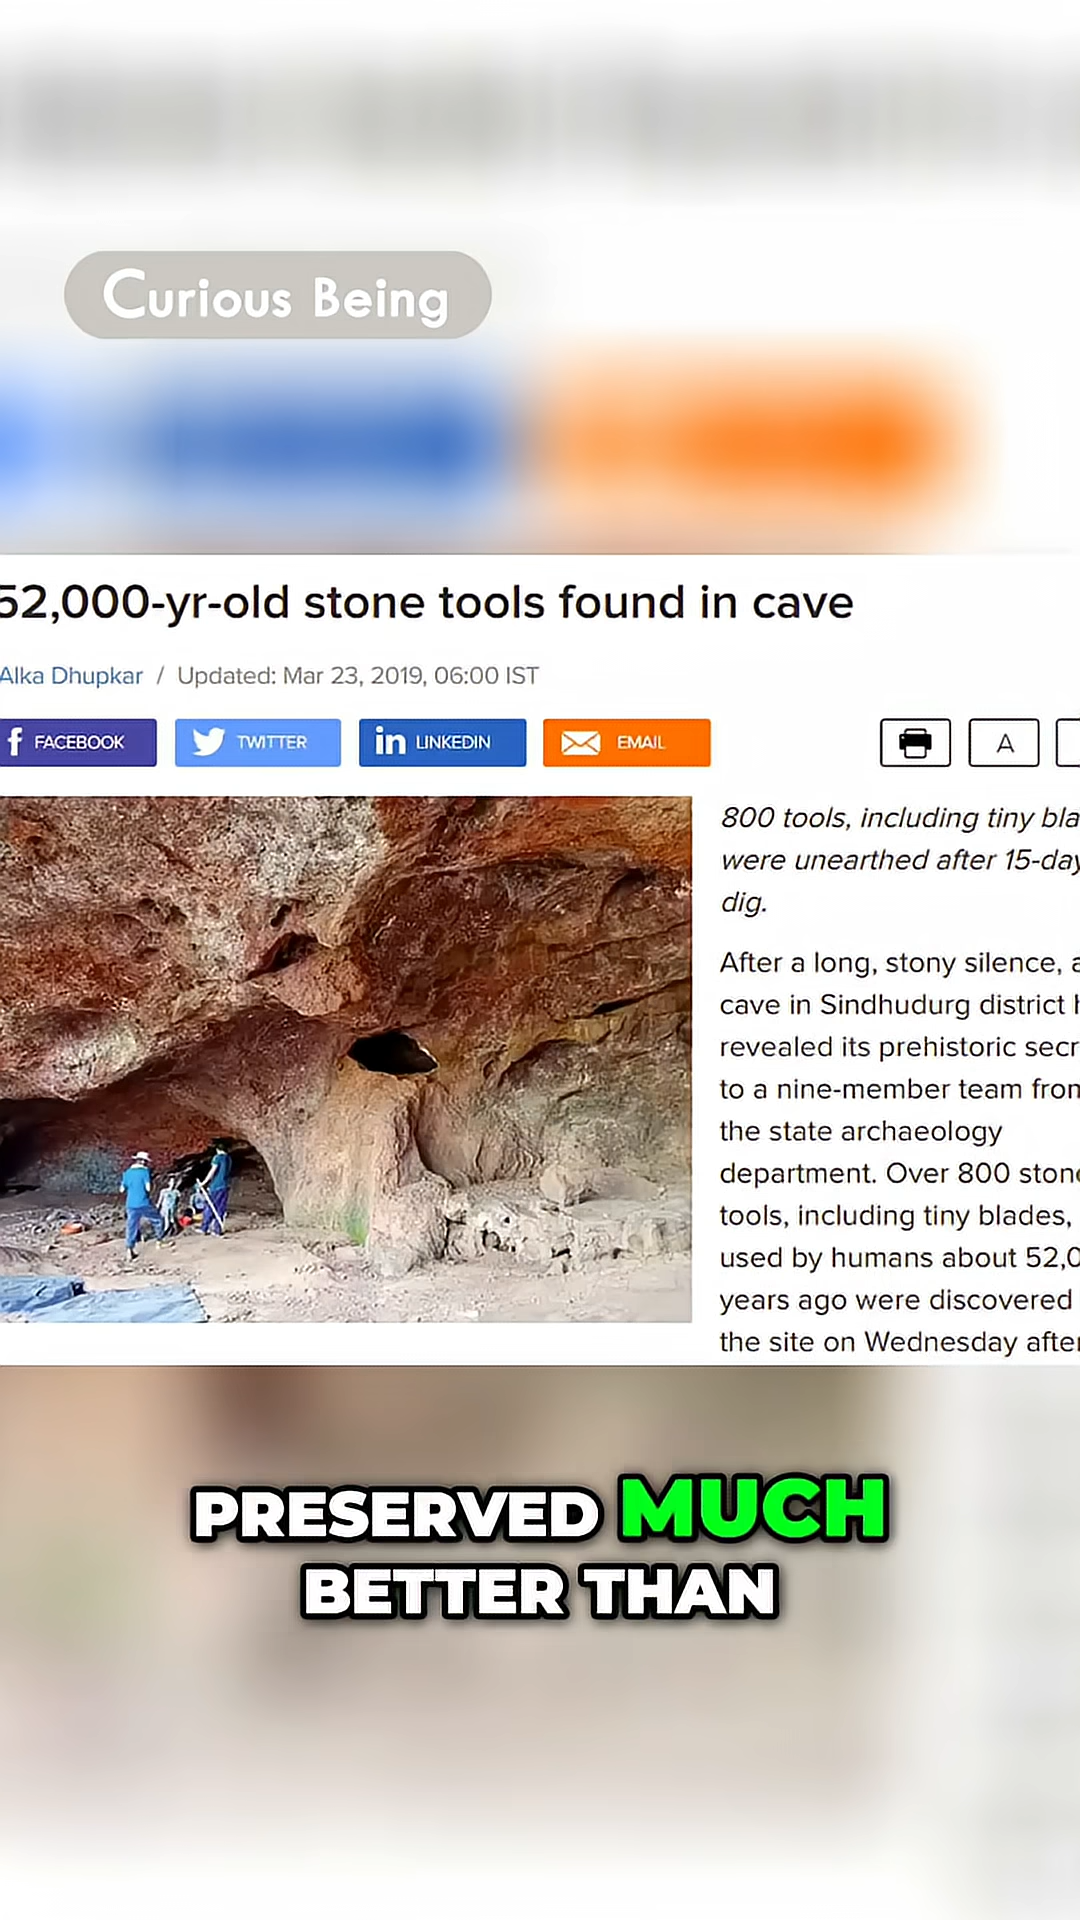 Curious Being
52,000-yr-old stone tools found in cave
Alka Dhupkar / Updated: Mar 23, 2019, 06:00 IST
FACEBOOK TWITTER LINKEDIN EMAIL A
800 tools, including tiny
were unearthed after
dig.
After a long, stony silence,
cave in Sindhudurg district
revealed its prehistoric
to a nine-member team
the state archaeology
department. Over 800
tools, including tiny blades,
used by humans about
years ago were discovered
the site on Wednesday
PRESERVED MUCH
BETTER THAN